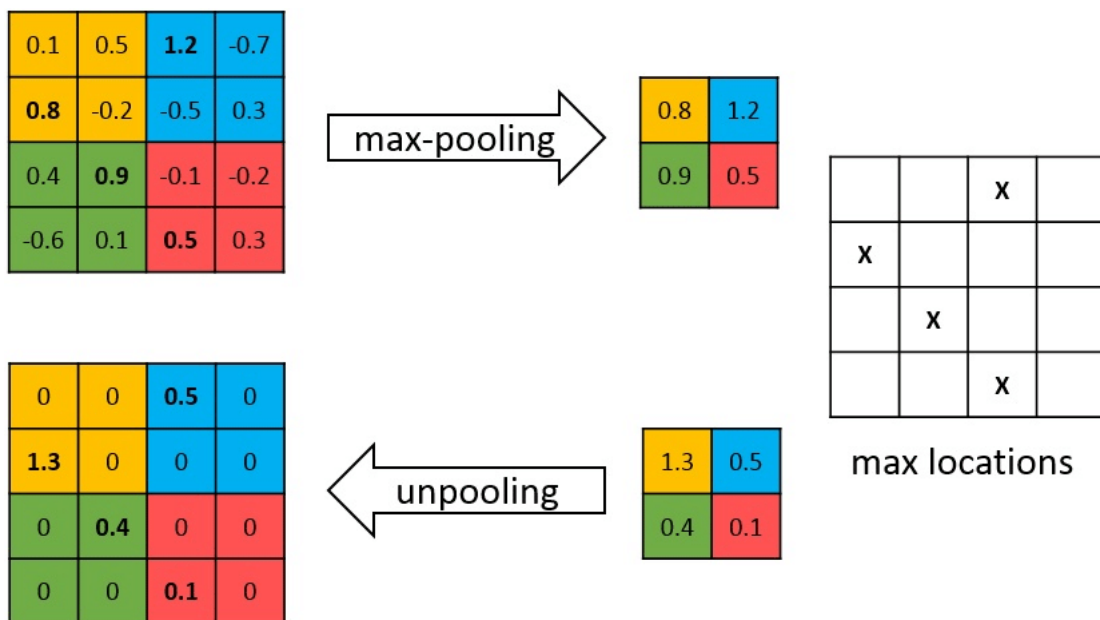 0.1 0.5 1.2 -0.7
0.8 -0.2 -0.5 0.3
0.4 0.9 -0.1 -0.2
-0.6 0.1 0.5 0.3
max-pooling
0.8 1.2
0.9 0.5
X
X
X
X
max locations
0 0 0.5 0
1.3 0 0 0
0 0.4 0 0
0 0 0.1 0
unpooling
1.3 0.5
0.4 0.1